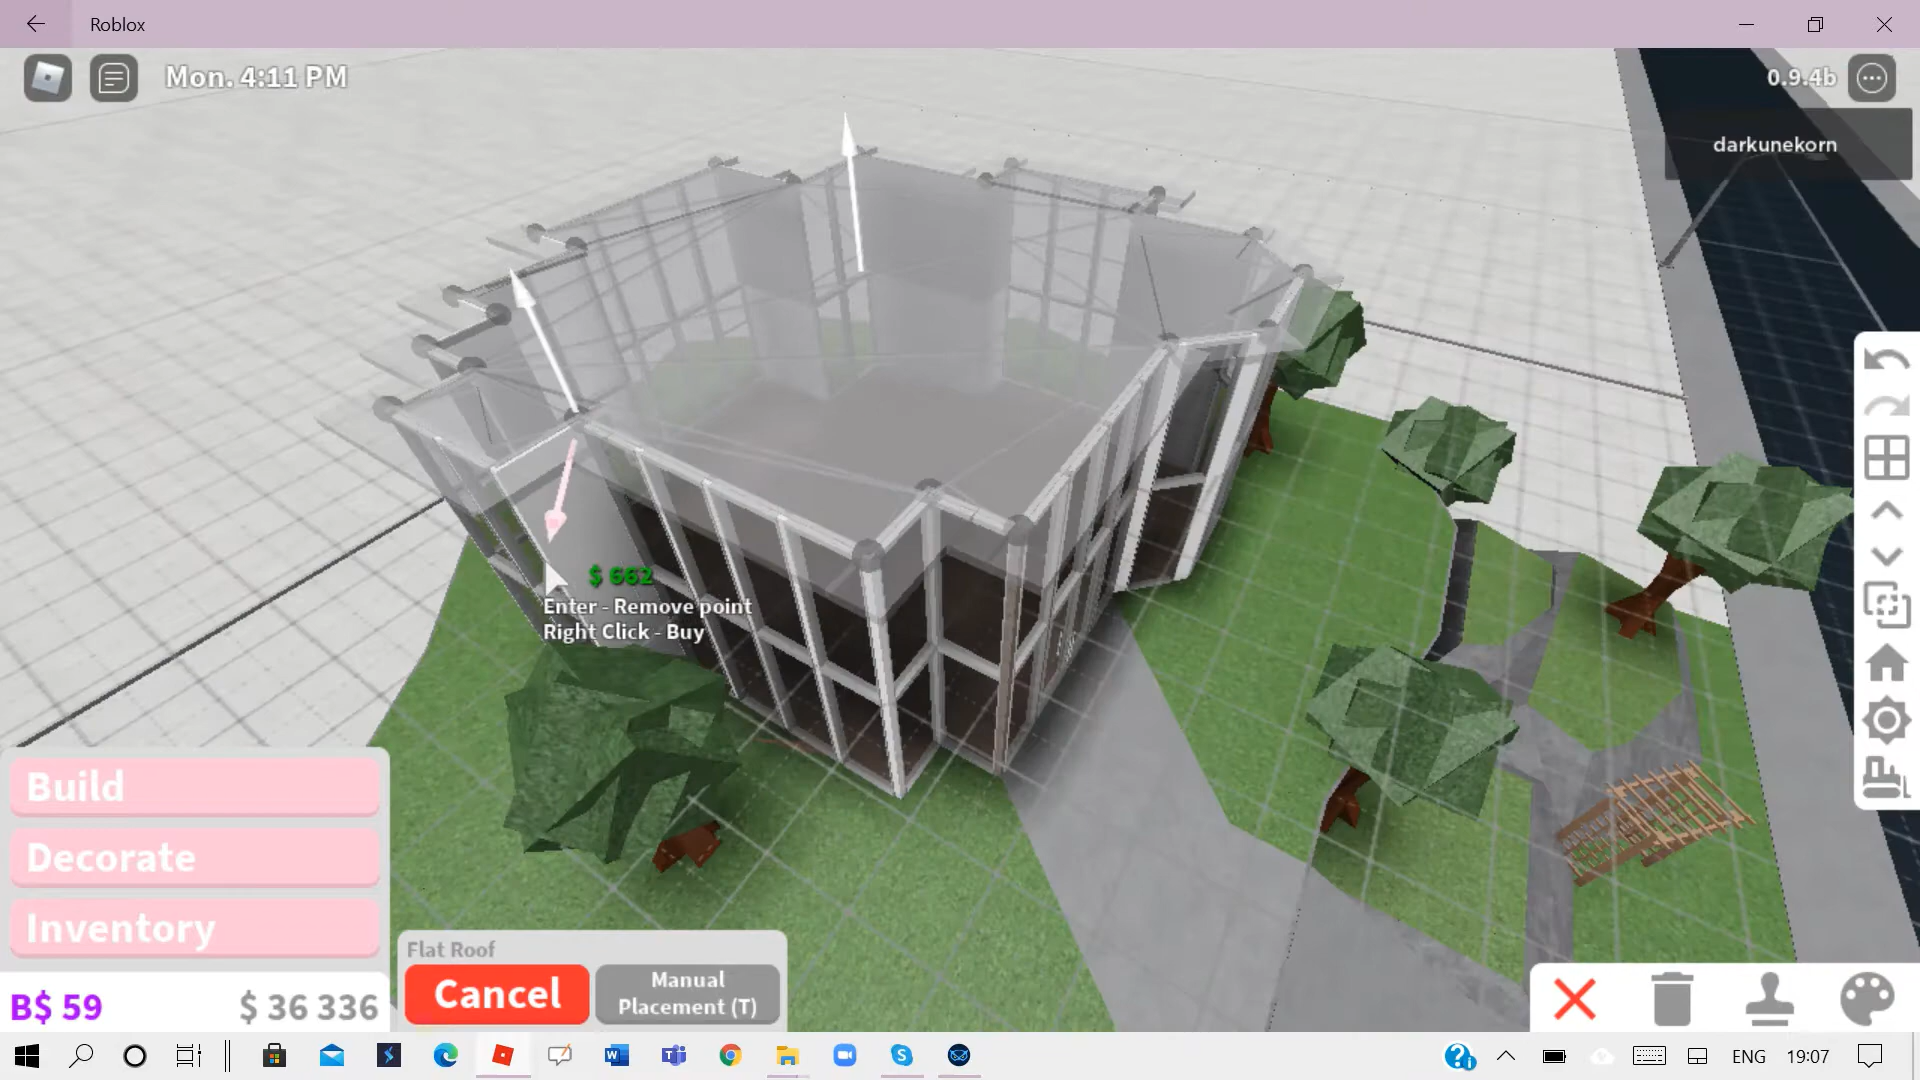 Roblox
Mon. 4:11 PM
0.9.4b
darkunekorn
$ 662
Enter - Remove point
Right Click - Buy
Build
Decorate
Inventory
B$ 59
$ 36 336
Flat Roof
Cancel
Manual
Placement (T)
ENG
19:07